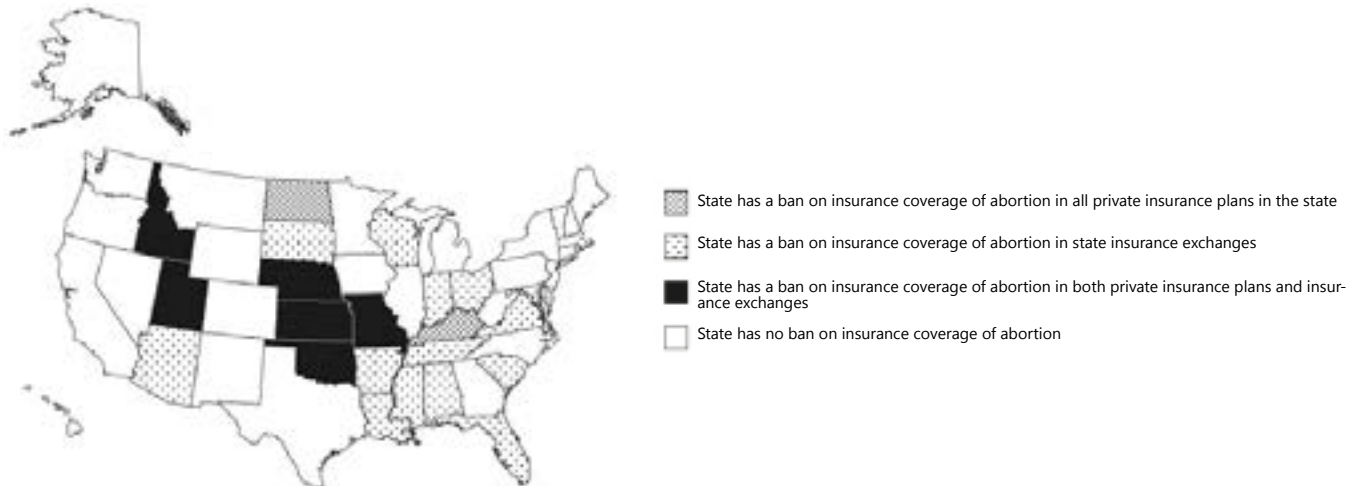 State has a ban on insurance coverage of abortion in all private insurance plans in the state
State has a ban on insurance coverage of abortion in state insurance exchanges
State has a ban on insurance coverage of abortion in both private insurance plans and insur-
ance exchanges
State has no ban on insurance coverage of abortion